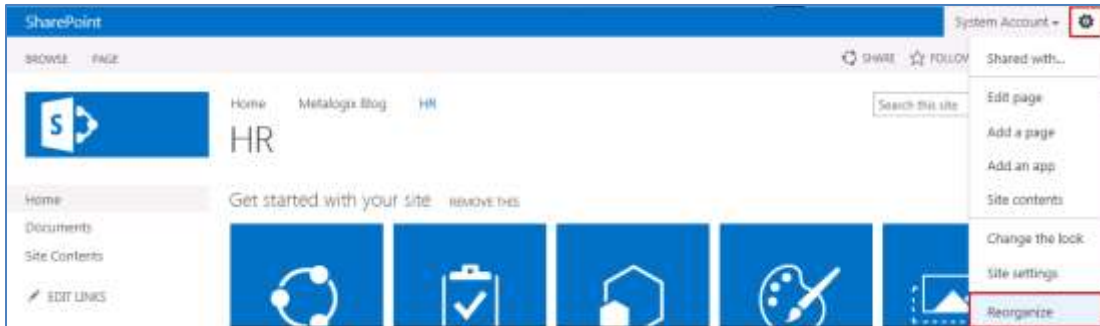 SharePoint
System Account
BROWSE PAGE
SHARE FOLLOW
Shared with...
Edit page
Add a page
Add an app
Site contents
Change the look
Site settings
Reorganize
S
Home Metalogix Blog HR
Search this site
HR
Home
Documents
Site Contents
EDIT LINKS
Get started with your site REMOVE THIS